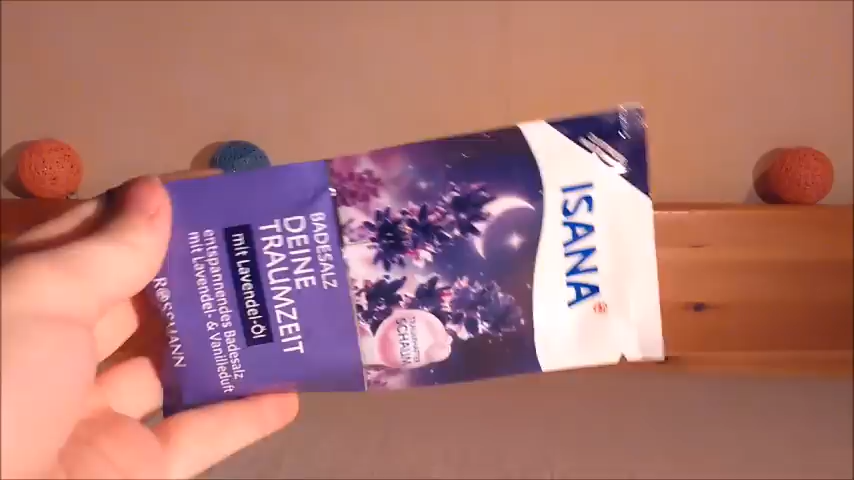 ISANA
SCHAUM
BADESALZ
DEINE
TRAUMZEIT
mit Lavendel-Öl
entspannendes Badesalz
mit Lavendel- & Vanilleduft
ROSSMANN